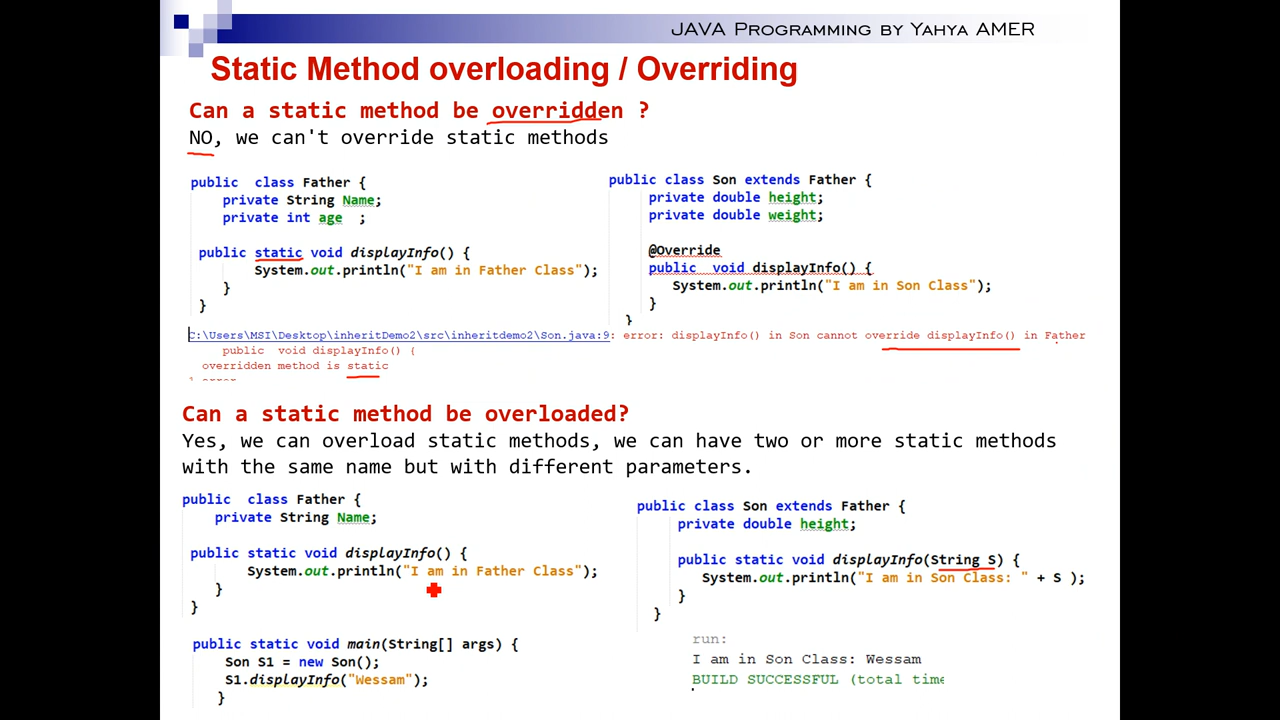 JAVA Programming by Yahya AMER
Static Method overloading / Overriding
Can a static method be overridden ?
NO, we can't override static methods
public class Father {
private String Name;
private int age ;
public static void displayInfo() {
System.out.println("I am in Father Class");
}
}
public class Son extends Father {
private double height;
private double weight;
@Override
public void displayInfo() {
System.out.println("I am in Son Class");
}
}
C:\Users\MSI\Desktop\inheritDemo2\src\inheritdemo2\Son.java:9: error: displayInfo() in Son cannot override displayInfo() in Father
public void displayInfo() {
overridden method is static
1 error
Can a static method be overloaded?
Yes, we can overload static methods, we can have two or more static methods
with the same name but with different parameters.
public class Father {
private String Name;
public static void displayInfo() {
System.out.println("I am in Father Class");
}
}
public class Son extends Father {
private double height;
public static void displayInfo(String S) {
System.out.println("I am in Son Class: " + S );
}
}
public static void main(String[] args) {
Son S1 = new Son();
S1.displayInfo("Wessam");
}
run:
I am in Son Class: Wessam
BUILD SUCCESSFUL (total time